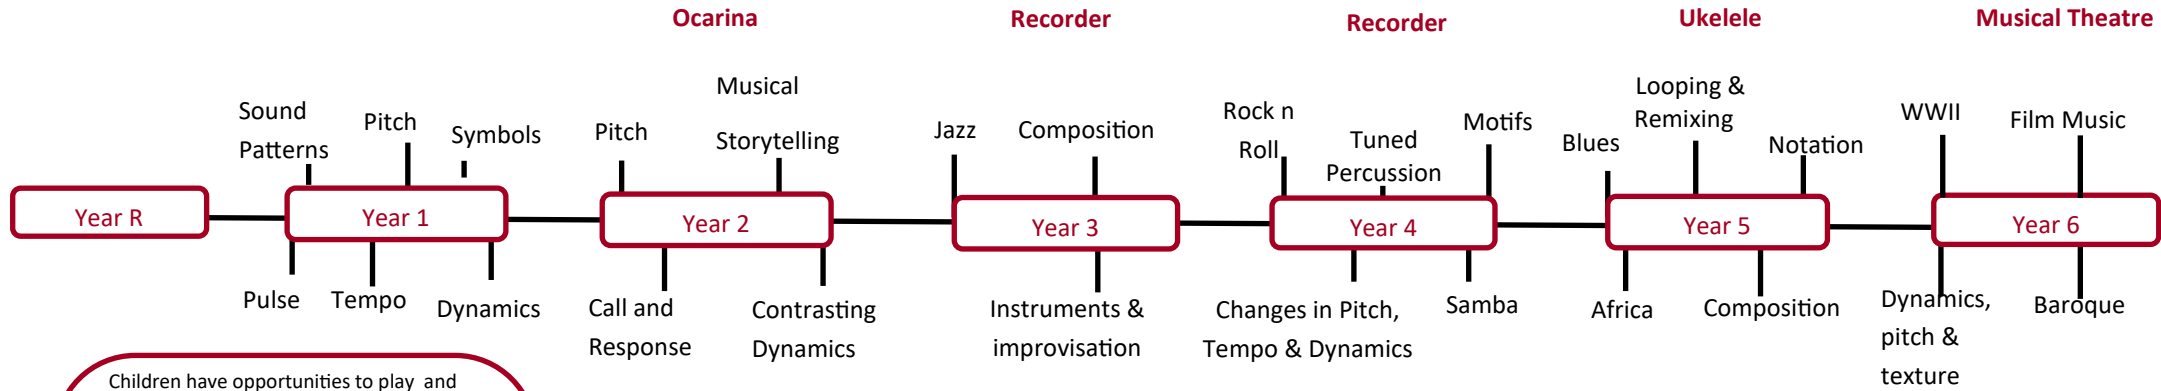 Ocarina
Recorder
Recorder
Ukelele
Musical Theatre
Sound
Patterns
Pitch
Symbols
Pitch
Musical
Storytelling
Jazz
Composition
Rock n
Roll
Tuned
Percussion
Motifs
Blues
Looping &
Remixing
Notation
WWII
Film Music
Year R
Year 1
Year 2
Year 3
Year 4
Year 5
Year 6
Pulse
Tempo
Dynamics
Call and
Response
Contrasting
Dynamics
Instruments &
improvisation
Changes in Pitch,
Tempo & Dynamics
Samba
Africa
Composition
Dynamics,
pitch &
texture
Baroque
Children have opportunities to play and